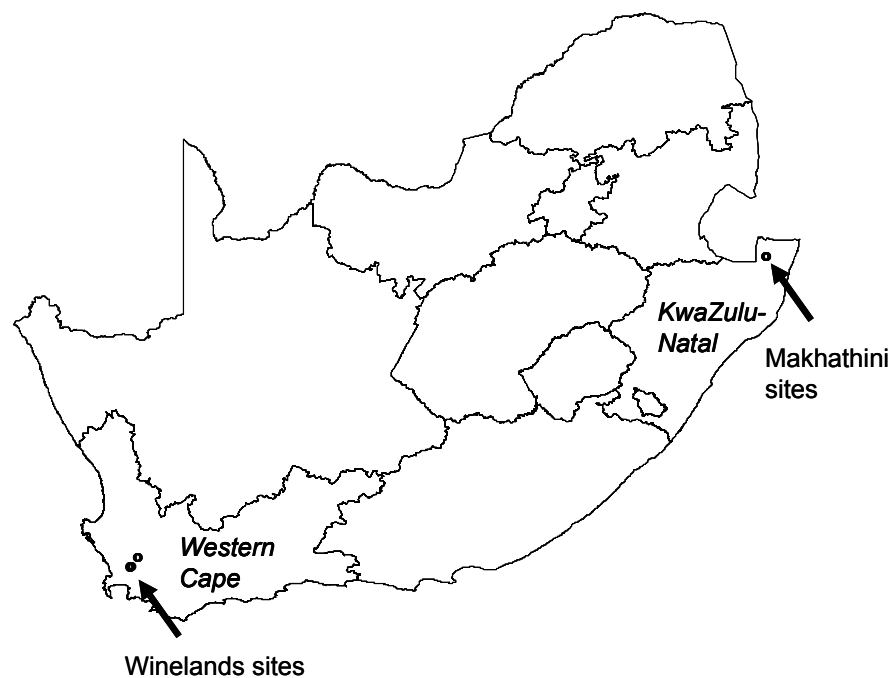 KwaZulu-
Natal
Makhathini
sites
Western
Cape
Winelands sites